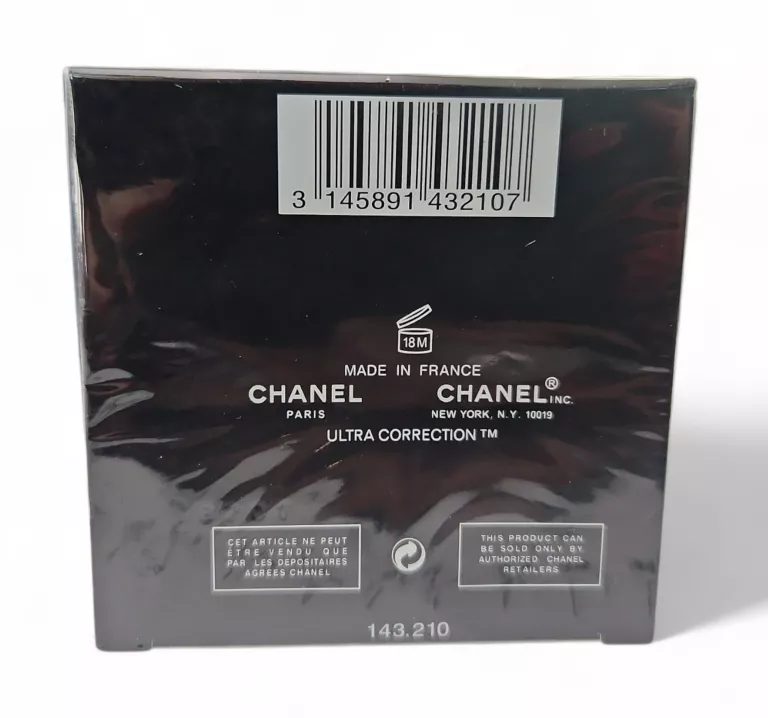 3 145891 432107
18M
MADE IN FRANCE
CHANEL CHANEL® INC.
PARIS NEW YORK, N.Y. 10019
ULTRA CORRECTION™
CET ARTICLE NE PEUT
ÊTRE VENDU QUE
PAR LES DEPOSITAIRES
AGREES CHANEL
THIS PRODUCT CAN
BE SOLD ONLY BY
AUTHORIZED CHANEL
RETAILERS
143.210